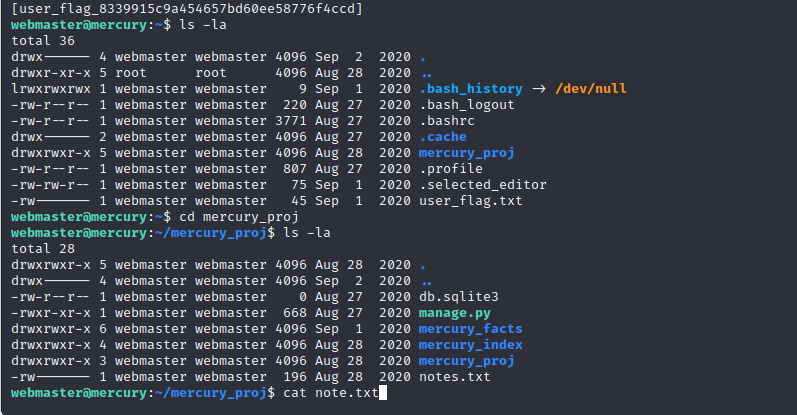 [user_flag_8339915c9a454657bd60ee58776f4ccd]
webmaster@mercury:~$ ls -la
total 36
drwx------ 4 webmaster webmaster 4096 Sep  2  2020 .
drwxr-xr-x 5 root      root      4096 Aug 28  2020 ..
lrwxrwxrwx 1 webmaster webmaster    9 Sep  1  2020 .bash_history -> /dev/null
-rw-r--r-- 1 webmaster webmaster  220 Aug 27  2020 .bash_logout
-rw-r--r-- 1 webmaster webmaster 3771 Aug 27  2020 .bashrc
drwx------ 2 webmaster webmaster 4096 Aug 27  2020 .cache
drwxrwxr-x 5 webmaster webmaster 4096 Aug 28  2020 mercury_proj
-rw-r--r-- 1 webmaster webmaster  807 Aug 27  2020 .profile
-rw-rw-r-- 1 webmaster webmaster   75 Sep  1  2020 .selected_editor
-rw------- 1 webmaster webmaster   45 Sep  1  2020 user_flag.txt
webmaster@mercury:~$ cd mercury_proj
webmaster@mercury:~/mercury_proj$ ls -la
total 28
drwxrwxr-x 5 webmaster webmaster 4096 Aug 28  2020 .
drwx------ 4 webmaster webmaster 4096 Sep  2  2020 ..
-rw-r--r-- 1 webmaster webmaster    0 Aug 27  2020 db.sqlite3
-rwxr-xr-x 1 webmaster webmaster  668 Aug 27  2020 manage.py
drwxrwxr-x 6 webmaster webmaster 4096 Sep  1  2020 mercury_facts
drwxrwxr-x 4 webmaster webmaster 4096 Aug 28  2020 mercury_index
drwxrwxr-x 3 webmaster webmaster 4096 Aug 28  2020 mercury_proj
-rw------- 1 webmaster webmaster  196 Aug 28  2020 notes.txt
webmaster@mercury:~/mercury_proj$ cat note.txt